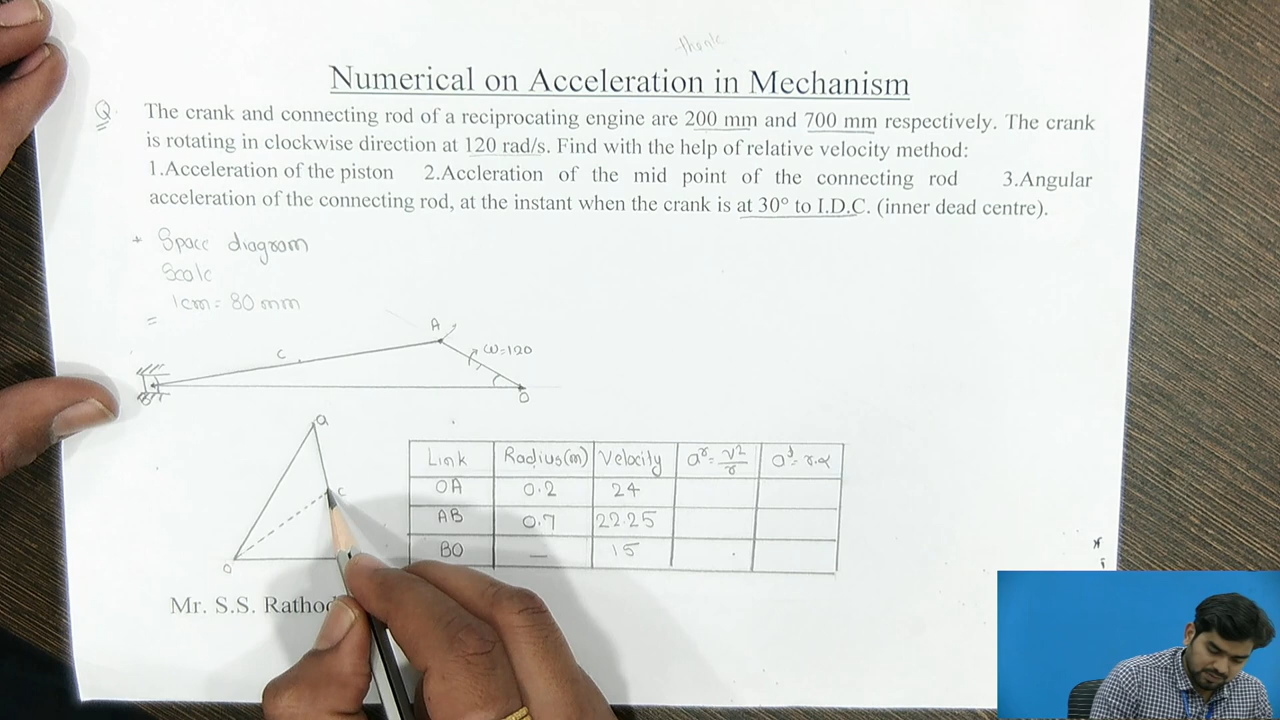 thank
Numerical on Acceleration in Mechanism
Q. The crank and connecting rod of a reciprocating engine are 200 mm and 700 mm respectively. The crank
is rotating in clockwise direction at 120 rad/s. Find with the help of relative velocity method:
1.Acceleration of the piston 2.Accleration of the mid point of the connecting rod 3.Angular
acceleration of the connecting rod, at the instant when the crank is at 30° to I.D.C. (inner dead centre).
* Space diagram
Scale
1cm = 80 mm
A
C
ω=120
B
O
a
c
o
Link Radius(m) Velocity aʳ = v²/r aᵗ = r.α
OA 0.2 24
AB 0.7 22.25
BO — 15
Mr. S.S. Rathod